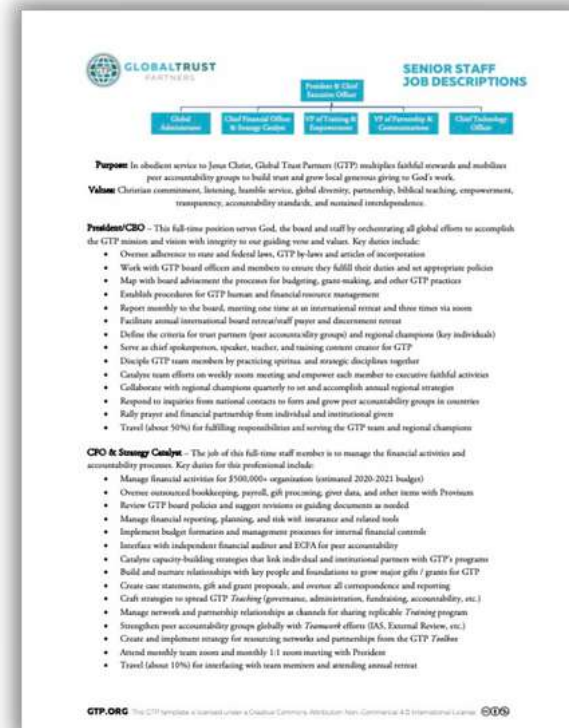 GLOBALTRUST
PARTNERS
SENIOR STAFF
JOB DESCRIPTIONS
President & Chief
Executive Officer
Global
Administrator
Chief Financial Officer
& Strategy Catalyst
VP of Training &
Empowerment
VP of Partnership &
Communications
Chief Technology
Officer
Purpose: In obedient service to Jesus Christ, Global Trust Partners (GTP) multiplies faithful stewards and mobilizes
peer accountability groups to build trust and grow local generous giving to God's work.
Values: Christian commitment, listening, humble service, global diversity, partnership, biblical teaching, empowerment,
transparency, accountability standards, and sustained interdependence.
President/CEO – This full-time position serves God, the board and staff by orchestrating all global efforts to accomplish
the GTP mission and vision with integrity to our guiding verse and values. Key duties include:
• Oversee adherence to state and federal laws, GTP by-laws and articles of incorporation
• Work with GTP board officers and members to ensure they fulfill their duties and set appropriate policies
• Map with board advisement the processes for budgeting, grant-making, and other GTP practices
• Establish procedures for GTP human and financial resource management
• Report monthly to the board, meeting one time at an international retreat and three times via zoom
• Facilitate annual international board retreat/staff prayer and discernment retreat
• Define the criteria for trust partners (peer accountability groups) and regional champions (key individuals)
• Serve as chief spokesperson, speaker, teacher, and training content creator for GTP
• Disciple GTP team members by practicing spiritual and strategic disciplines together
• Catalyze team efforts on weekly zoom meeting and empower each member to execute faithful activities
• Collaborate with regional champions quarterly to set and accomplish annual regional strategies
• Respond to inquiries from national contacts to form and grow peer accountability groups in countries
• Rally prayer and financial partnership from individual and institutional givers
• Travel (about 50%) for fulfilling responsibilities and serving the GTP team and regional champions
CFO & Strategy Catalyst – The job of this full-time staff member is to manage the financial activities and
accountability processes. Key duties for this professional include:
• Manage financial activities for $500,000+ organization (estimated 2020-2021 budget)
• Oversee outsourced bookkeeping, payroll, gift processing, giver data, and other items with Provisum
• Review GTP board policies and suggest revisions or guiding documents as needed
• Manage financial reporting, planning, and risk with insurance and related tools
• Implement budget formation and management processes for internal financial controls
• Interface with independent financial auditor and ECFA for peer accountability
• Catalyze capacity-building strategies that link individual and institutional partners with GTP's programs
• Build and nurture relationships with key people and foundations to grow major gifts / grants for GTP
• Create case statements, gift and grant proposals, and oversee all correspondence and reporting
• Craft strategies to spread GTP Teaching (governance, administration, fundraising, accountability, etc.)
• Manage network and partnership relationships as channels for sharing replicable Training program
• Strengthen peer accountability groups globally with Teamwork efforts (IAS, External Review, etc.)
• Create and implement strategy for resourcing networks and partnerships from the GTP Toolbox
• Attend monthly team zoom and monthly 1:1 zoom meeting with President
• Travel (about 10%) for interfacing with team members and attending annual retreat
GTP.ORG This GTP template is licensed under a Creative Commons Attribution Non-Commercial 4.0 International License